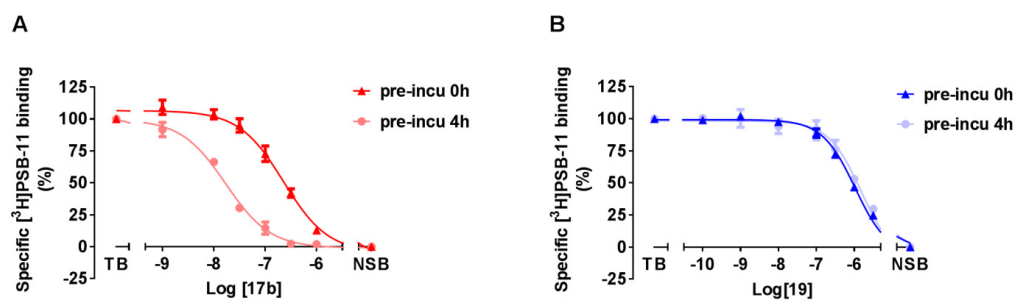 A
Specific [³H]PSB-11 binding
(%)
125
100
75
50
25
0
-25
TB
-9
-8
-7
-6
NSB
Log [17b]
pre-incu 0h
pre-incu 4h
B
Specific [³H]PSB-11 binding
(%)
125
100
75
50
25
0
-25
TB
-10
-9
-8
-7
-6
NSB
Log[19]
pre-incu 0h
pre-incu 4h